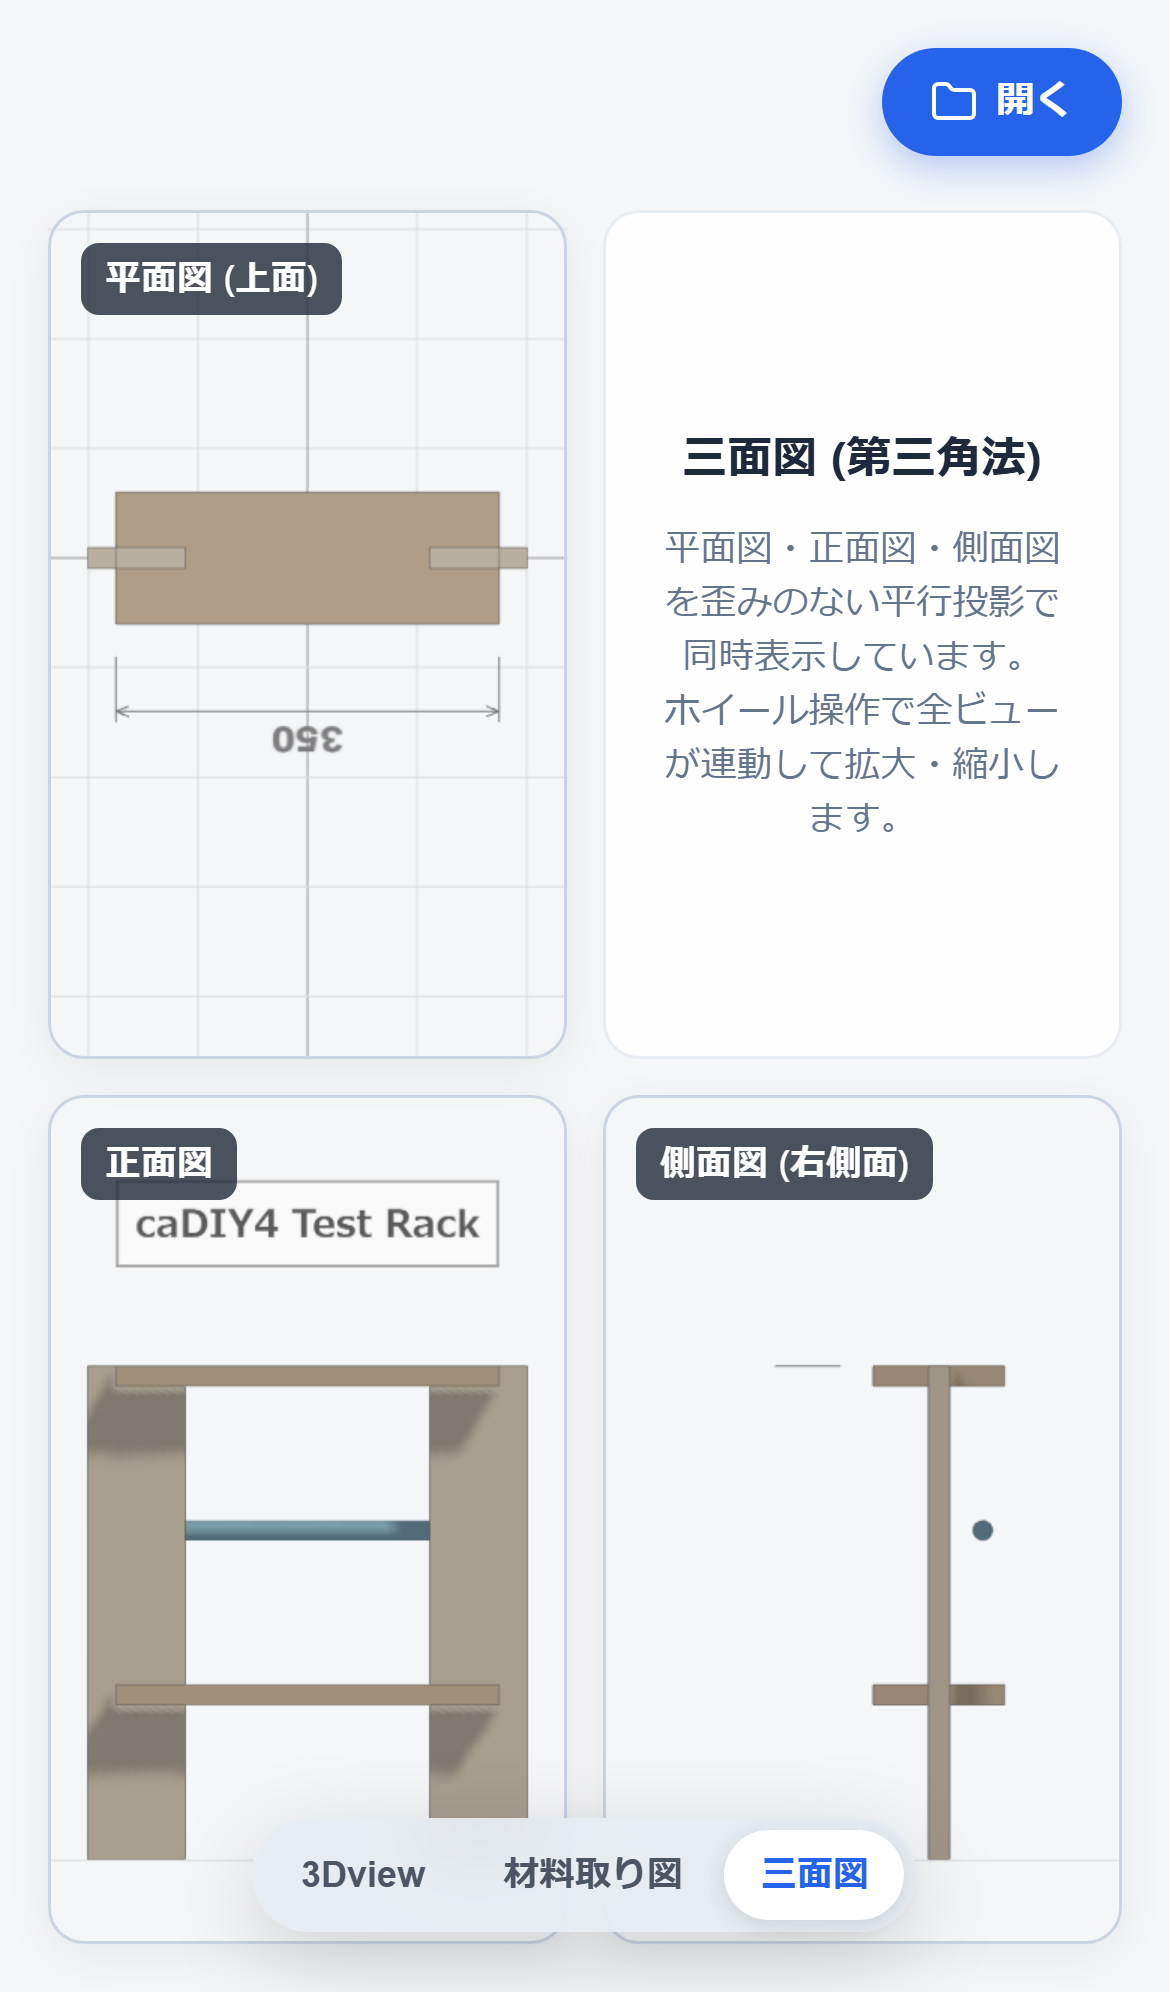 開く
平面図 (上面)
350
三面図 (第三角法)
平面図・正面図・側面図
を歪みのない平行投影で
同時表示しています。
ホイール操作で全ビュー
が連動して拡大・縮小し
ます。
正面図
caDIY4 Test Rack
側面図 (右側面)
3Dview
材料取り図
三面図